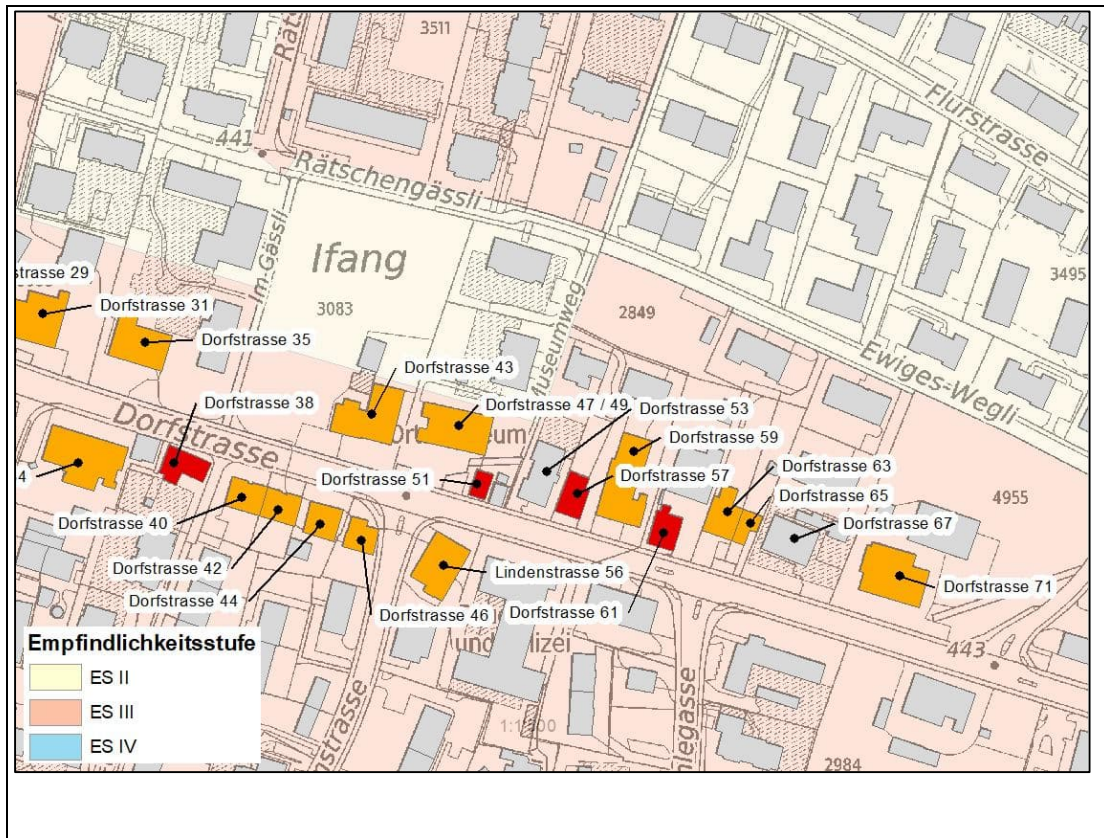 3511
Flurstrasse
441
Rätschengässli
Ifang
3083
Im-Gässli
3495
2849
Museumweg
Ewiges-Wegli
strasse 29
Dorfstrasse 31
Dorfstrasse 35
Dorfstrasse 43
Dorfstrasse 38
Dorfstrasse 47 / 49
Dorfstrasse 53
Dorfstrasse
Dorfstrasse 59
Dorfstrasse 51
Dorfstrasse 57
Dorfstrasse 63
Dorfstrasse 65
4955
4
Dorfstrasse 40
Dorfstrasse 67
Dorfstrasse 42
Lindenstrasse 56
Dorfstrasse 71
Dorfstrasse 44
Dorfstrasse 46
Dorfstrasse 61
443
2984
Empfindlichkeitsstufe
ES II
ES III
ES IV